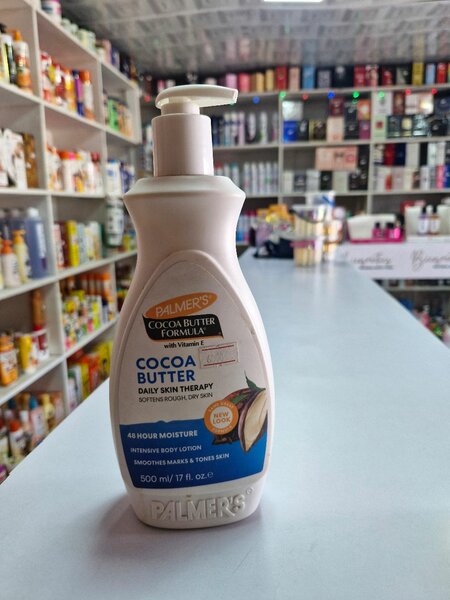 PALMER'S
COCOA BUTTER
FORMULA®
with Vitamin E
COCOA
BUTTER
DAILY SKIN THERAPY
SOFTENS ROUGH, DRY SKIN
NEW
LOOK
48 HOUR MOISTURE
INTENSIVE BODY LOTION
SMOOTHES MARKS & TONES SKIN
500 ml/ 17 fl. oz.e
PALMER'S